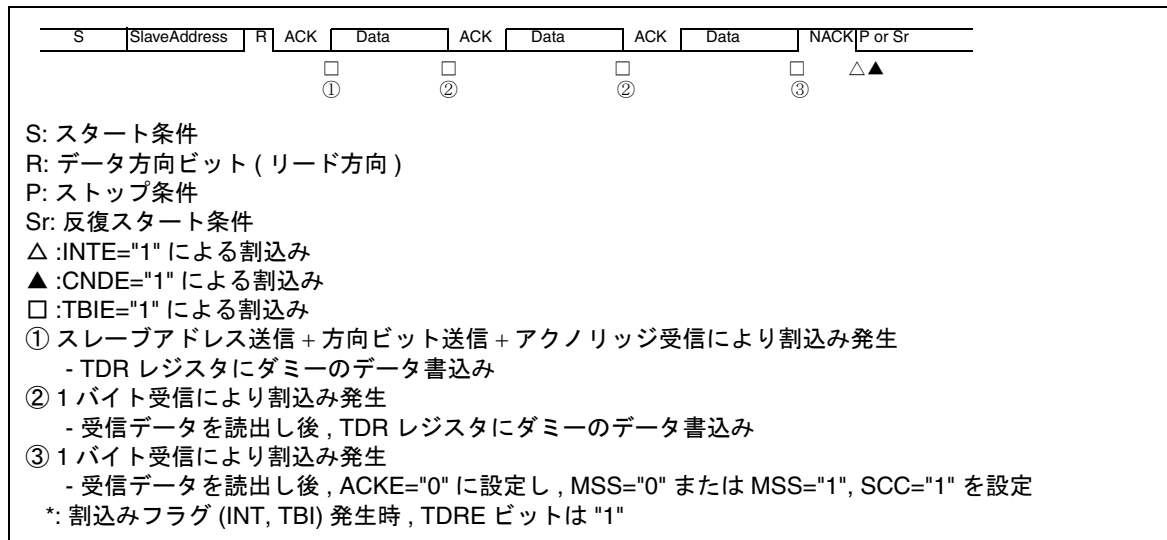 S SlaveAddress R ACK Data ACK Data ACK Data NACK P or Sr
□ □ □ □ △▲
① ② ② ③
S: スタート条件
R: データ方向ビット ( リード方向 )
P: ストップ条件
Sr: 反復スタート条件
△ :INTE="1" による割込み
▲ :CNDE="1" による割込み
□ :TBIE="1" による割込み
① スレーブアドレス送信 + 方向ビット送信 + アクノリッジ受信により割込み発生
- TDR レジスタにダミーのデータ書込み
② 1 バイト受信により割込み発生
- 受信データを読出し後 , TDR レジスタにダミーのデータ書込み
③ 1 バイト受信により割込み発生
- 受信データを読出し後 , ACKE="0" に設定し , MSS="0" または MSS="1", SCC="1" を設定
*: 割込みフラグ (INT, TBI) 発生時 , TDRE ビットは "1"